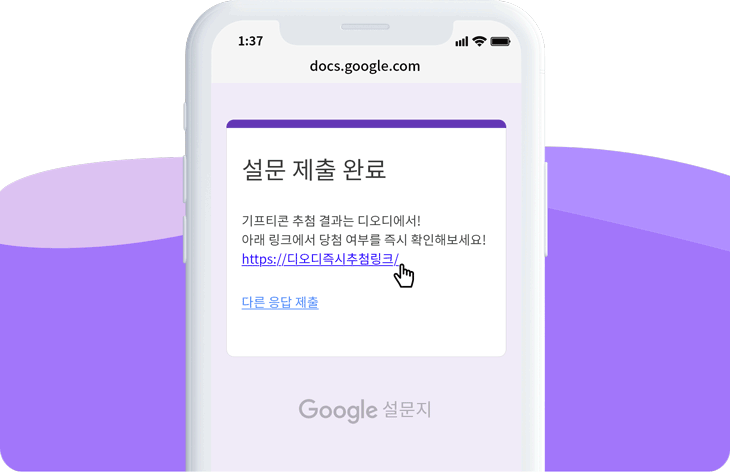 1:37
docs.google.com
설문 제출 완료
기프티콘 추첨 결과는 디오디에서!
아래 링크에서 당첨 여부를 즉시 확인해보세요!
https://디오디즉시추첨링크/
다른 응답 제출
Google 설문지